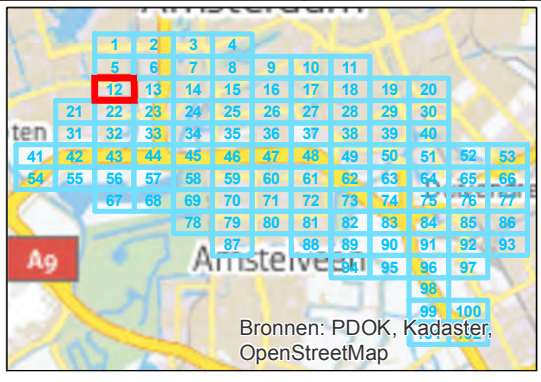 Amsterdam
1 2 3 4
5 6 7 8 9 10 11
12 13 14 15 16 17 18 19 20
21 22 23 24 25 26 27 28 29 30
ten
31 32 33 34 35 36 37 38 39 40
41 42 43 44 45 46 47 48 49 50 51 52 53
54 55 56 57 58 59 60 61 62 63 64 65 66
67 68 69 70 71 72 73 74 75 76 77
78 79 80 81 82 83 84 85 86
A9
Amstelveen
87 88 89 90 91 92 93
94 95 96 97
98
99 100
Bronnen: PDOK, Kadaster,
OpenStreetMap